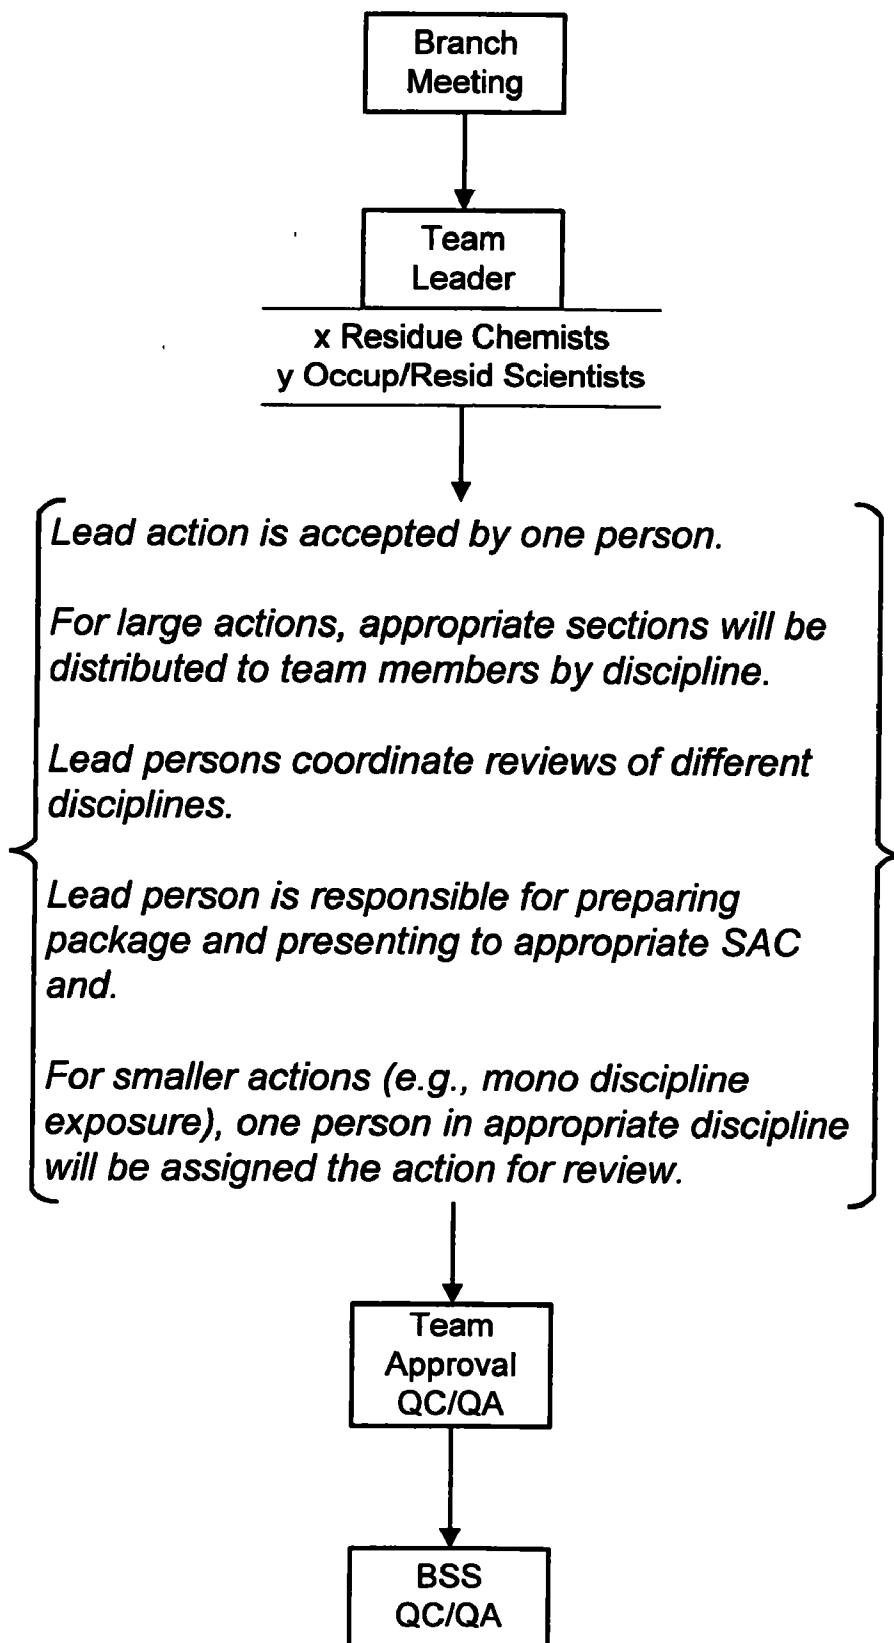 Branch
Meeting
Team
Leader
x Residue Chemists
y Occup/Resid Scientists
Lead action is accepted by one person.
For large actions, appropriate sections will be
distributed to team members by discipline.
Lead persons coordinate reviews of different
disciplines.
Lead person is responsible for preparing
package and presenting to appropriate SAC
and.
For smaller actions (e.g., mono discipline
exposure), one person in appropriate discipline
will be assigned the action for review.
Team
Approval
QC/QA
BSS
QC/QA